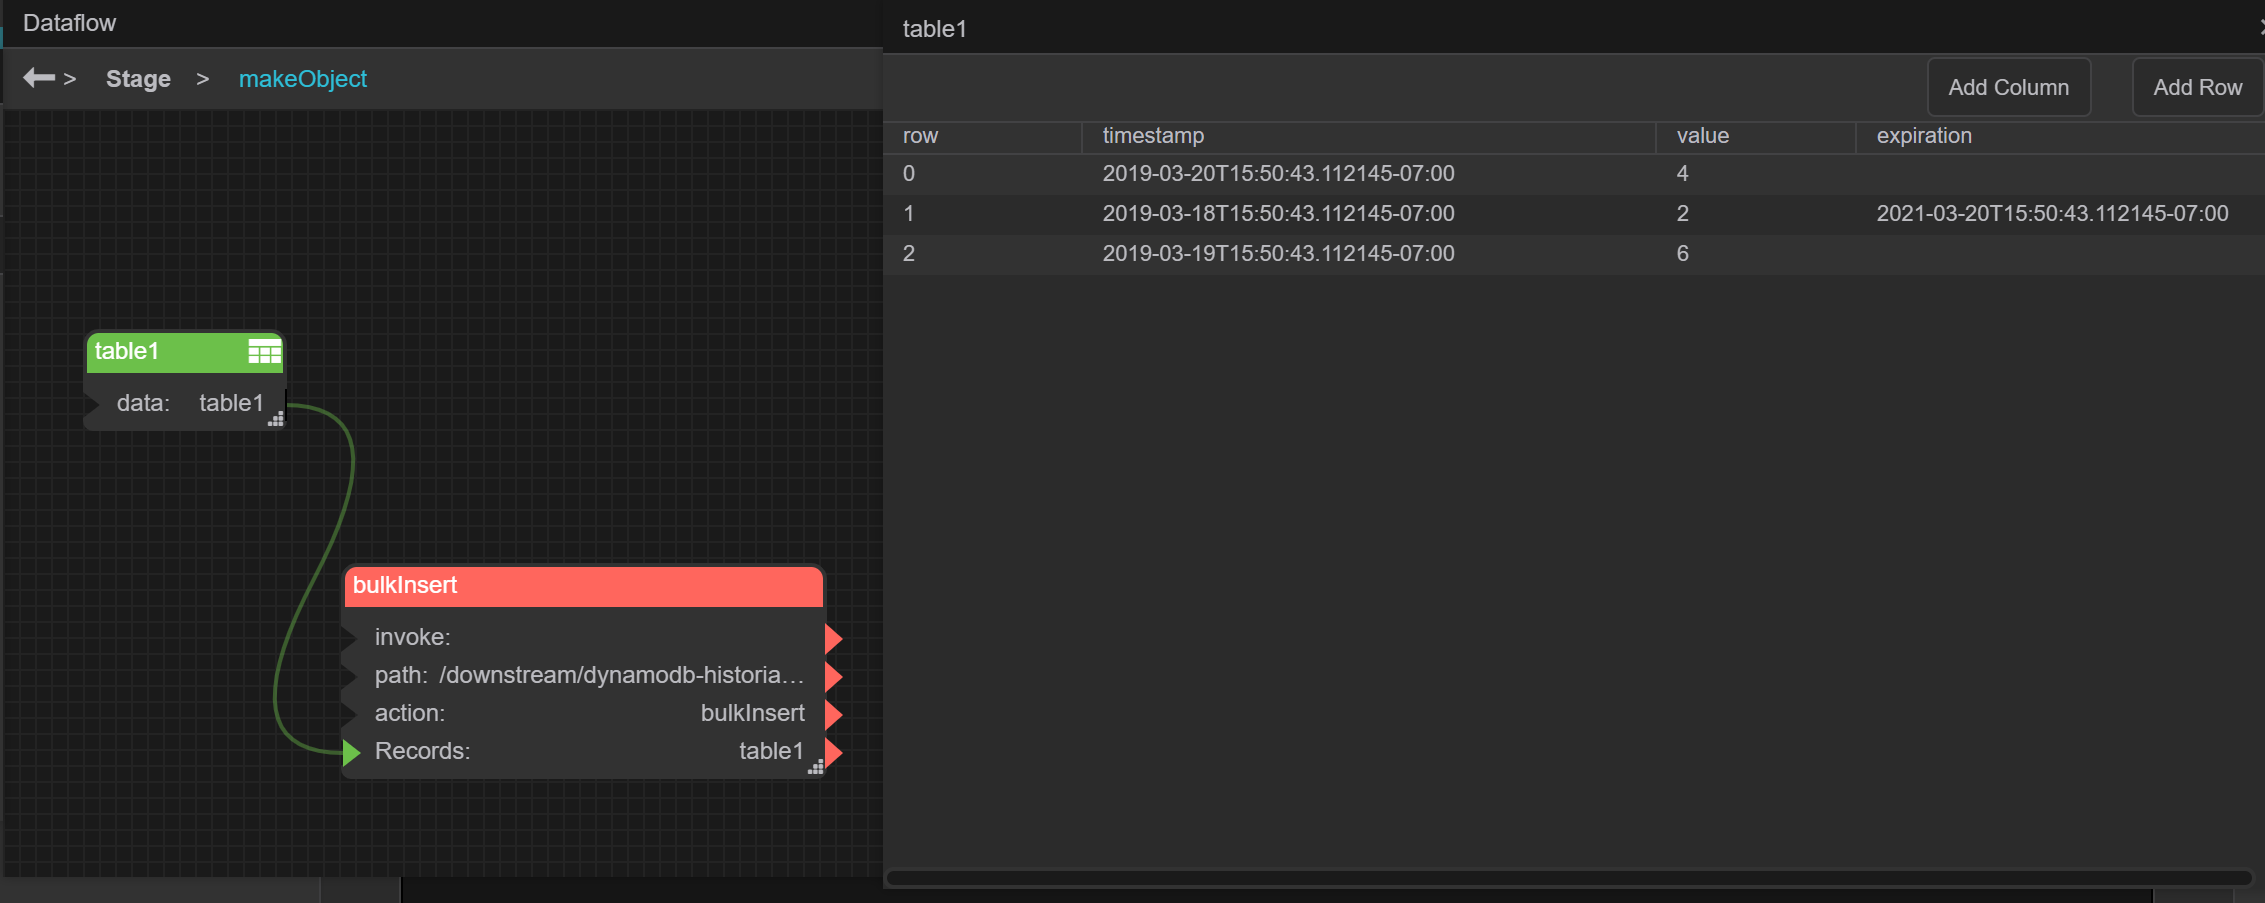 Dataflow
> Stage > makeObject
table1
data: table1
bulkInsert
invoke:
path: /downstream/dynamodb-historia...
action: bulkInsert
Records: table1
table1
Add Column Add Row
row timestamp value expiration
0 2019-03-20T15:50:43.112145-07:00 4
1 2019-03-18T15:50:43.112145-07:00 2 2021-03-20T15:50:43.112145-07:00
2 2019-03-19T15:50:43.112145-07:00 6